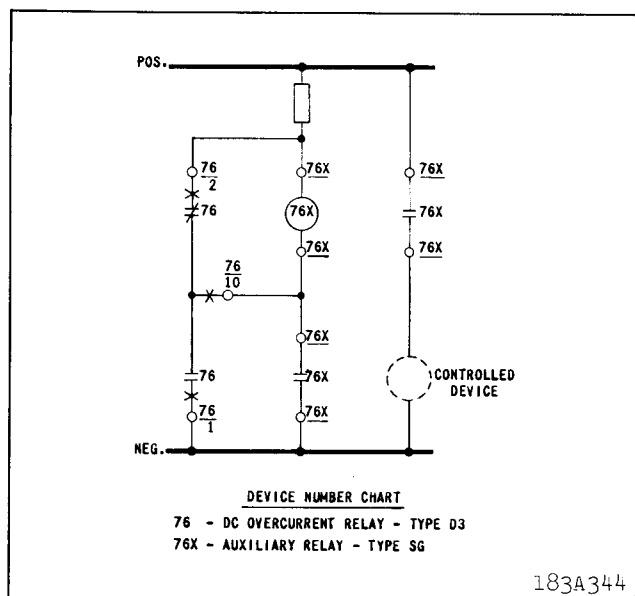 POS.
76
2
76X
76X
76
76X
76X
76X
76X
76
10
76X
76
76X
CONTROLLED
DEVICE
76
1
76X
NEG.
DEVICE NUMBER CHART
76 - DC OVERCURRENT RELAY - TYPE D3
76X - AUXILIARY RELAY - TYPE SG
183A344